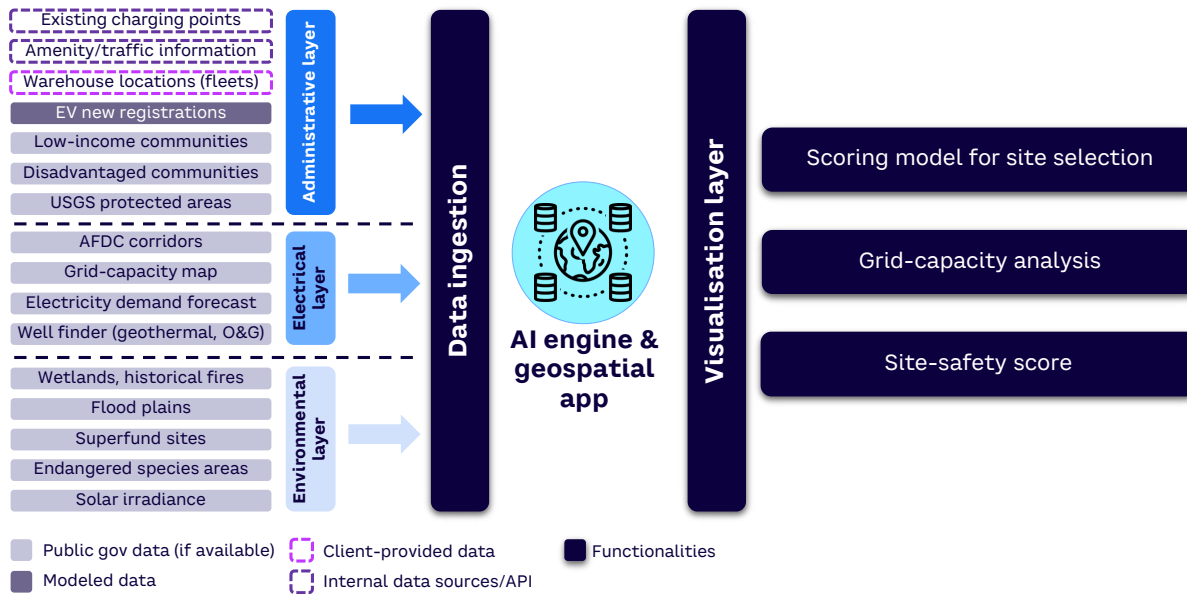 Existing charging points
Amenity/traffic information
Warehouse locations (fleets)
EV new registrations
Low-income communities
Disadvantaged communities
USGS protected areas
Administrative layer
AFDC corridors
Grid-capacity map
Electricity demand forecast
Well finder (geothermal, O&G)
Electrical
layer
Wetlands, historical fires
Flood plains
Superfund sites
Endangered species areas
Solar irradiance
Environmental
layer
Data ingestion
AI engine &
geospatial
app
Visualisation layer
Scoring model for site selection
Grid-capacity analysis
Site-safety score
Public gov data (if available)
Modeled data
Client-provided data
Internal data sources/API
Functionalities